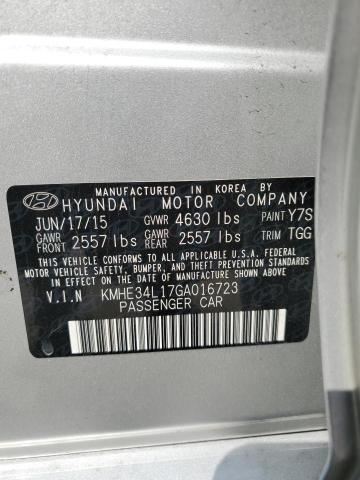 MANUFACTURED IN KOREA BY
HYUNDAI MOTOR COMPANY
JUN/17/15 GVWR 4630 lbs PAINT Y7S
GAWR FRONT 2557 lbs GAWR REAR 2557 lbs TRIM TGG
THIS VEHICLE CONFORMS TO ALL APPLICABLE U.S.A. FEDERAL
MOTOR VEHICLE SAFETY, BUMPER, AND THEFT PREVENTION STANDARDS
IN EFFECT ON THE DATE OF MANUFACTURE SHOWN ABOVE.
V.I.N KMHE34L17GA016723
PASSENGER CAR